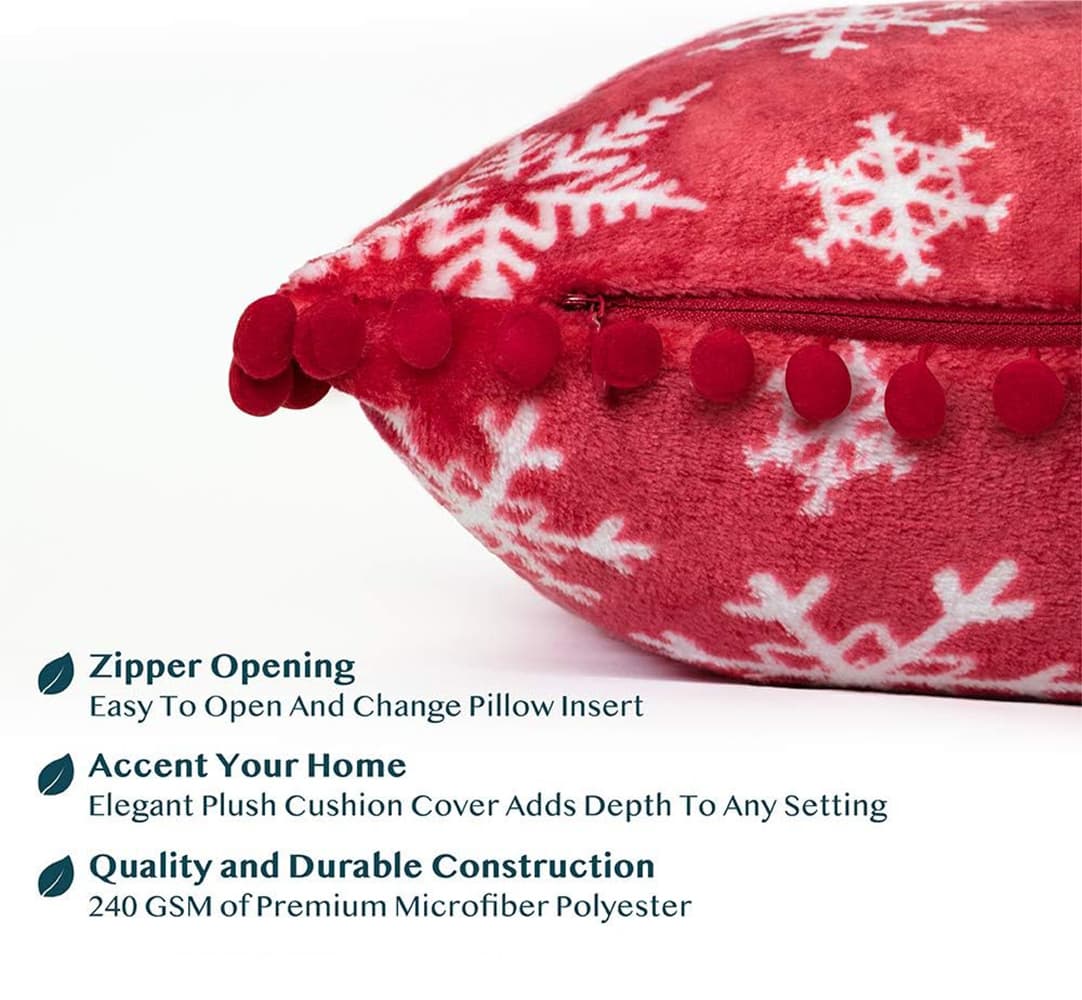 Zipper Opening
Easy To Open And Change Pillow Insert
Accent Your Home
Elegant Plush Cushion Cover Adds Depth To Any Setting
Quality and Durable Construction
240 GSM of Premium Microfiber Polyester